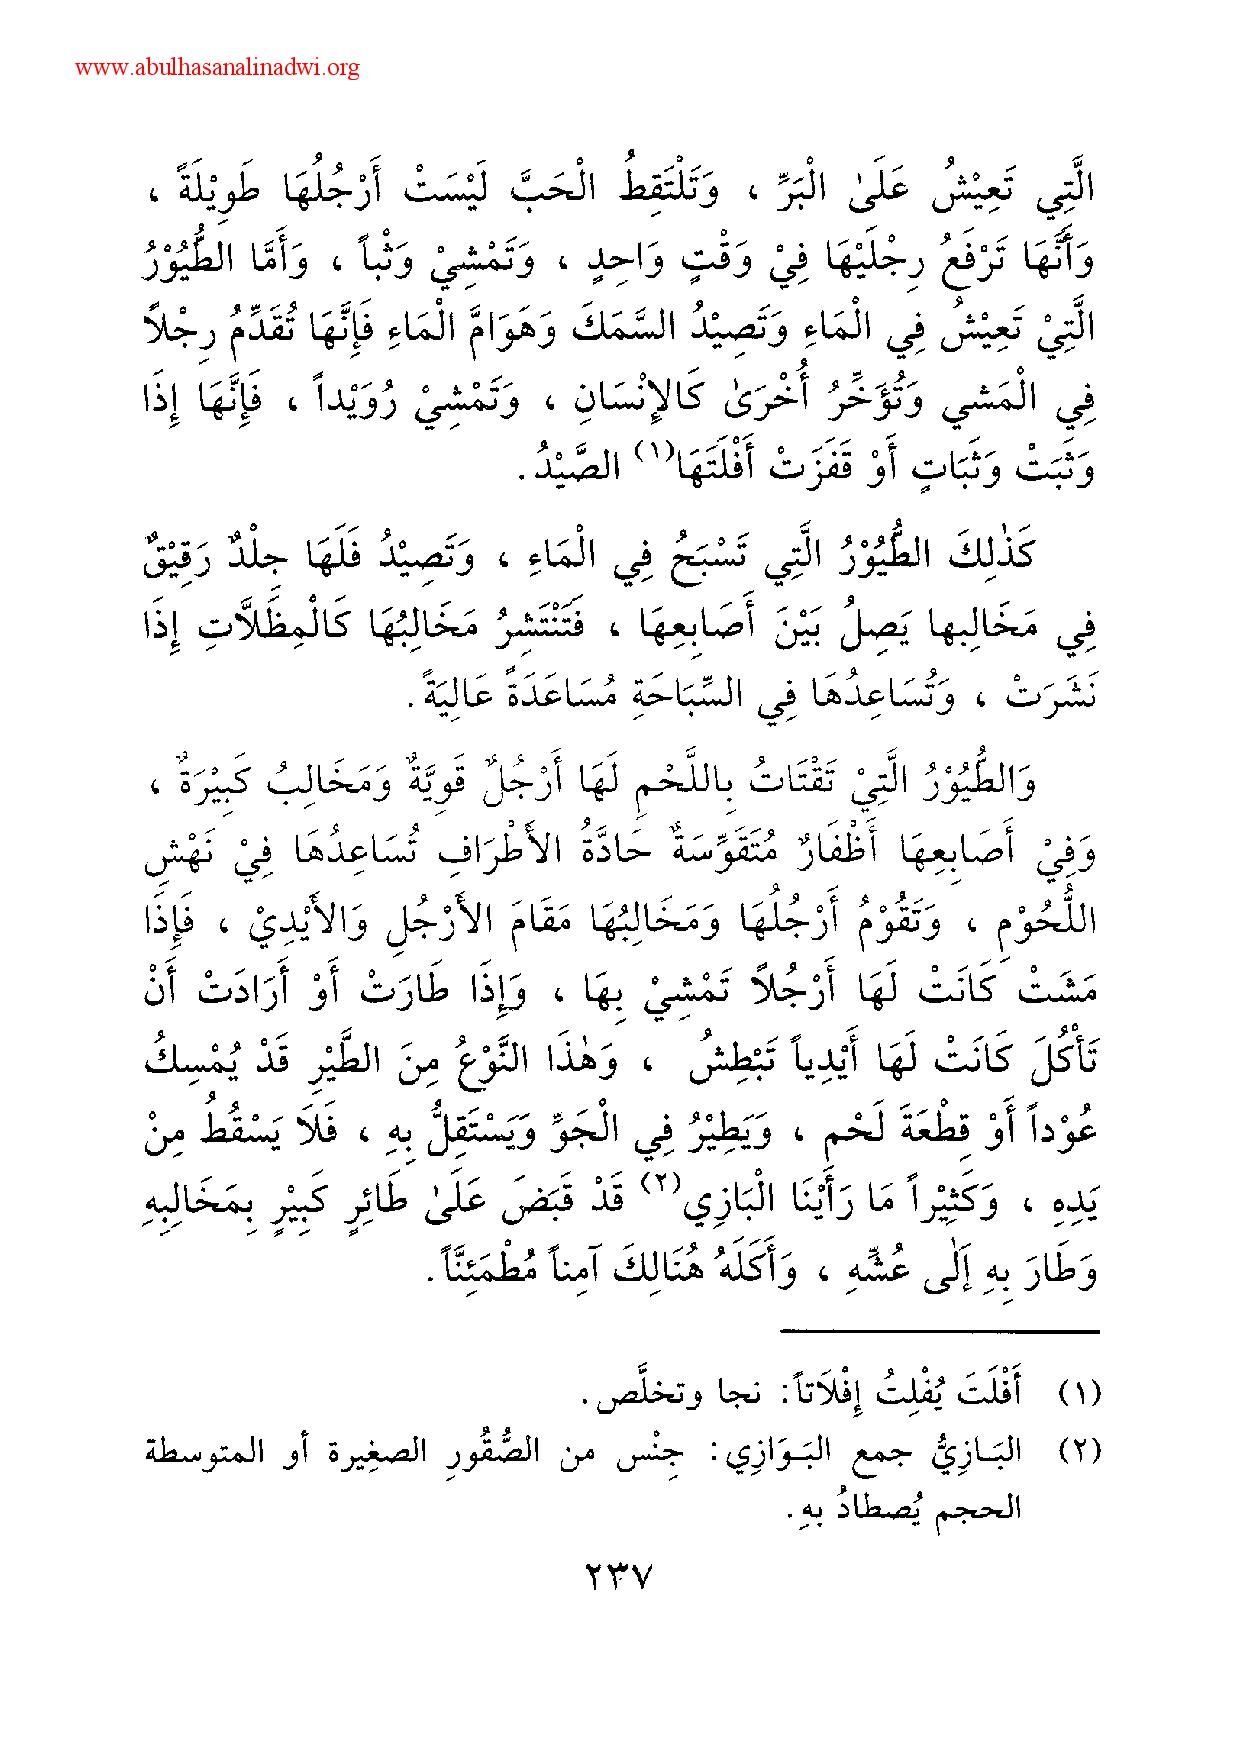 www.abulhasanalinadwi.org
الَّتِي تَعِيْشُ عَلَىٰ الْبَرِّ ، وَتَلْتَقِطُ الْحَبَّ لَيْسَتْ أَرْجُلُهَا طَوِيْلَةً ،
وَأَنَّهَا تَرْفَعُ رِجْلَيْهَا فِيْ وَقْتٍ وَاحِدٍ ، وَتَمْشِيْ وَثْباً ، وَأَمَّا الطُّيُوْرُ
الَّتِيْ تَعِيْشُ فِي الْمَاءِ وَتَصِيْدُ السَّمَكَ وَهَوَامَّ الْمَاءِ فَإِنَّهَا تُقَدِّمُ رِجْلاً
فِي الْمَشي وَتُؤَخِّرُ أُخْرَىٰ كَالإِنْسَانِ ، وَتَمْشِيْ رُوَيْداً ، فَإِنَّهَا إِذَا
وَثَبَتْ وَثَبَاتٍ أَوْ قَفَزَتْ أَفْلَتَهَا(١) الصَّيْدُ.
كَذٰلِكَ الطُّيُوْرُ الَّتِي تَسْبَحُ فِي الْمَاءِ ، وَتَصِيْدُ فَلَهَا جِلْدٌ رَقِيْقٌ
فِي مَخَالِبِها يَصِلُ بَيْنَ أَصَابِعِهَا ، فَتَنْتَشِرُ مَخَالِبُهَا كَالْمِظَلَّاتِ إِذَا
نَشَرَتْ ، وَتُسَاعِدُهَا فِي السِّبَاحَةِ مُسَاعَدَةً عَالِيَةً.
وَالطُّيُوْرُ الَّتِيْ تَقْتَاتُ بِاللَّحْمِ لَهَا أَرْجُلٌ قَوِيَّةٌ وَمَخَالِبُ كَبِيْرَةٌ ،
وَفِيْ أَصَابِعِهَا أَظْفَارٌ مُتَقَوِّسَةٌ حَادَّةُ الأَطْرَافِ تُسَاعِدُهَا فِيْ نَهْشِ
اللُّحُوْمِ ، وَتَقُوْمُ أَرْجُلُهَا وَمَخَالِبُهَا مَقَامَ الأَرْجُلِ وَالأَيْدِيْ ، فَإِذَا
مَشَتْ كَانَتْ لَهَا أَرْجُلاً تَمْشِيْ بِهَا ، وَإِذَا طَارَتْ أَوْ أَرَادَتْ أَنْ
تَأْكُلَ كَانَتْ لَهَا أَيْدِياً تَبْطِشُ ، وَهٰذَا النَّوْعُ مِنَ الطَّيْرِ قَدْ يُمْسِكُ
عُوْداً أَوْ قِطْعَةَ لَحْمٍ ، وَيَطِيْرُ فِي الْجَوِّ وَيَسْتَقِلُّ بِهِ ، فَلَا يَسْقُطُ مِنْ
يَدِهِ ، وَكَثِيْراً مَا رَأَيْنَا الْبَازِي(٢) قَدْ قَبَضَ عَلَىٰ طَائِرٍ كَبِيْرٍ بِمَخَالِبِهِ
وَطَارَ بِهِ إِلٰى عُشِّهِ ، وَأَكَلَهُ هُنَالِكَ آمِناً مُطْمَئِنَّاً.
(١) أَفْلَتَ يُفْلِتُ إِفْلَاتاً: نجا وتخلَّص.
(٢) البَـازِيُّ جمع البَـوَازِي: جِنْس من الصُّقُورِ الصغِيرة أو المتوسطة
الحجم يُصطادُ بهِ.
٢٣٧